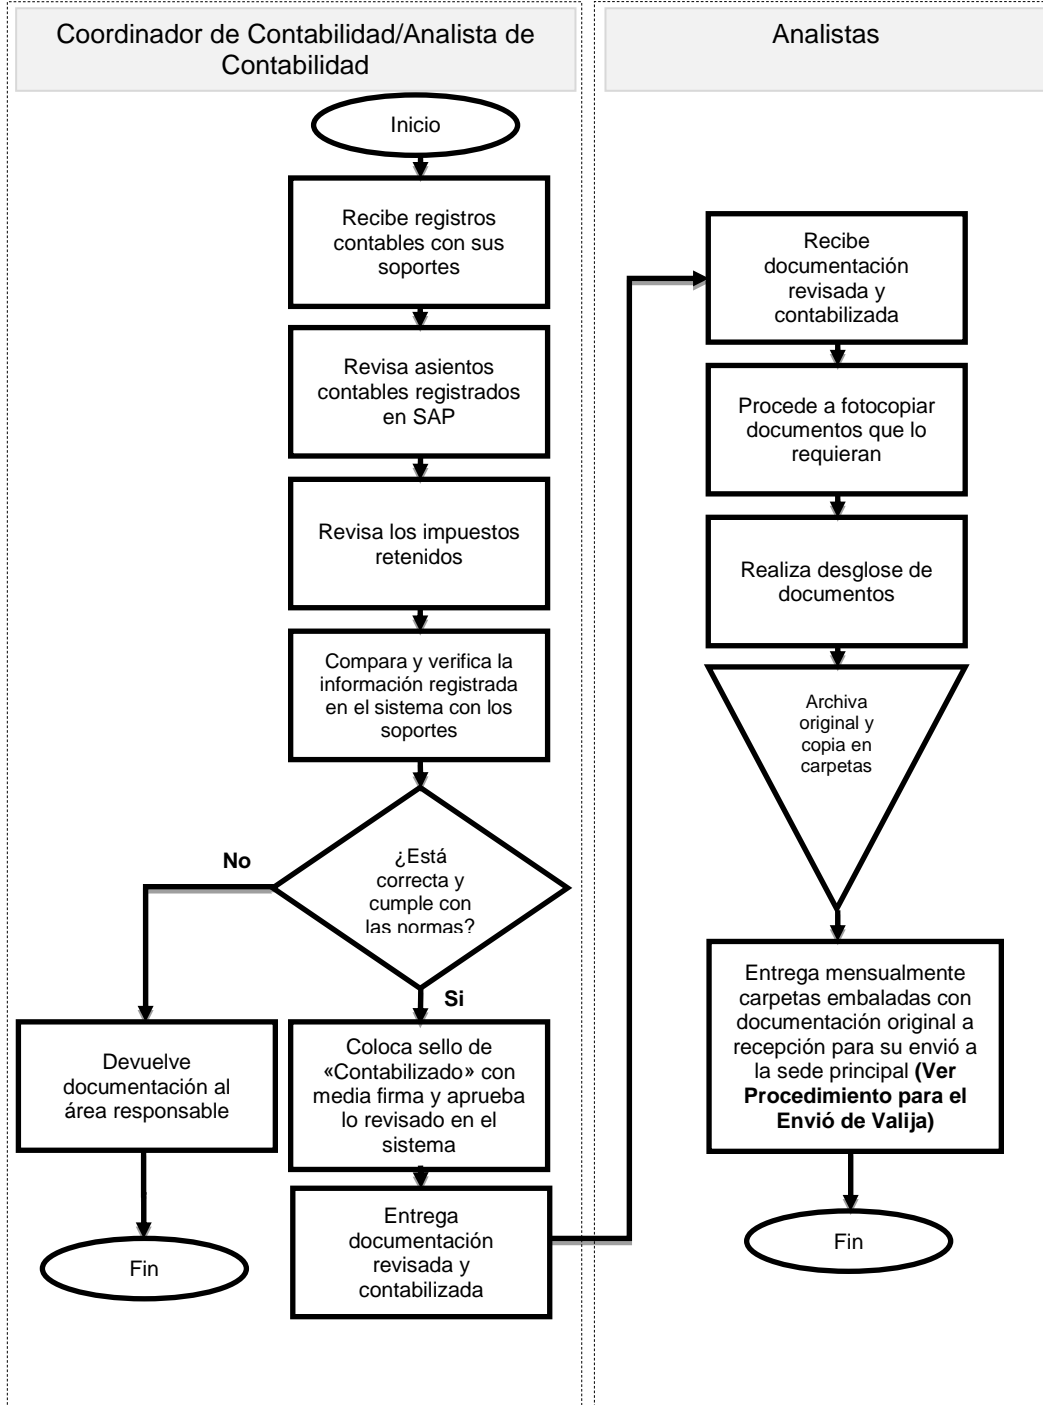 Coordinador de Contabilidad/Analista de
Contabilidad
Inicio
Recibe registros
contables con sus
soportes
Revisa asientos
contables registrados
en SAP
Revisa los impuestos
retenidos
Compara y verifica la
información registrada
en el sistema con los
soportes
¿Está
correcta y
cumple con
las normas?
No
Si
Devuelve
documentación al
área responsable
Fin
Coloca sello de
«Contabilizado» con
media firma y aprueba
lo revisado en el
sistema
Entrega
documentación
revisada y
contabilizada
Analistas
Recibe
documentación
revisada y
contabilizada
Procede a fotocopiar
documentos que lo
requieran
Realiza desglose de
documentos
Archiva
original y
copia en
carpetas
Entrega mensualmente
carpetas embaladas con
documentación original a
recepción para su envió a
la sede principal (Ver
Procedimiento para el
Envió de Valija)
Fin